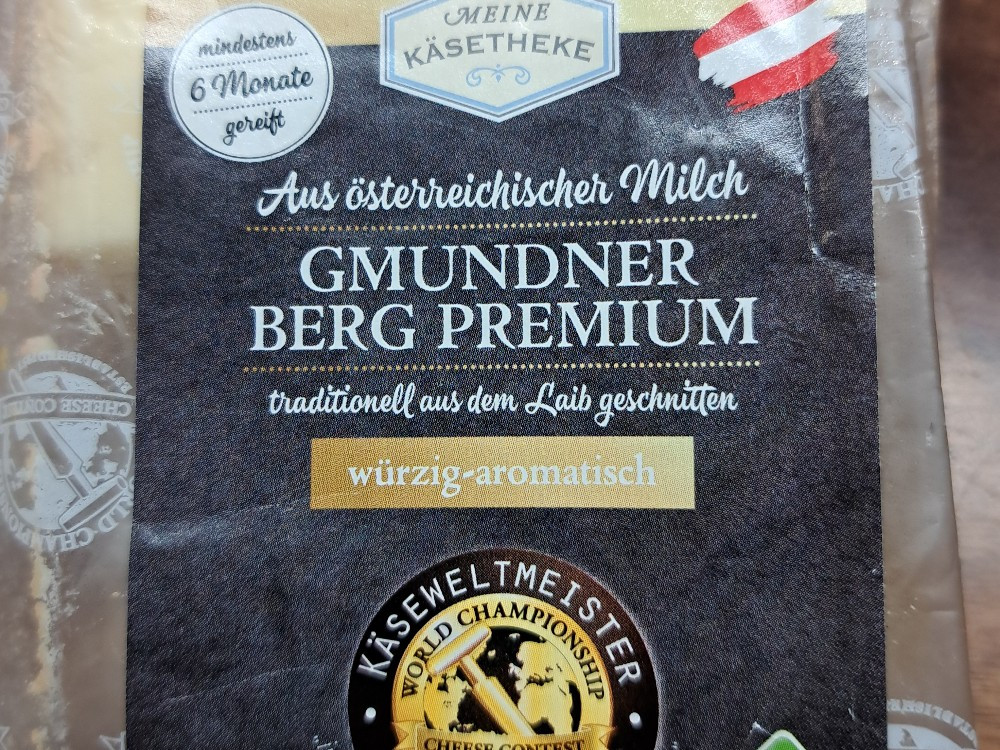 MEINE
KÄSETHEKE
mindestens
6 Monate
gereift
Aus österreichischer Milch
GMUNDNER
BERG PREMIUM
traditionell aus dem Laib geschnitten
würzig-aromatisch
KÄSEWELTMEISTER
WORLD CHAMPIONSHIP
CHEESE CONTEST